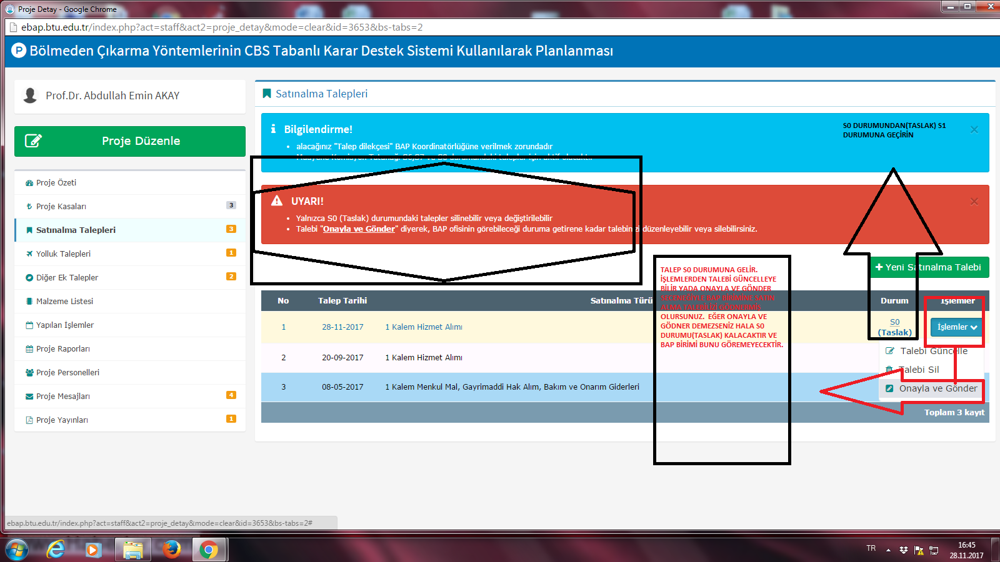 Proje Detay - Google Chrome
ebap.btu.edu.tr/index.php?act=staff&act2=proje_detay&mode=clear&id=3653&bs-tabs=2
P Bölmeden Çıkarma Yöntemlerinin CBS Tabanlı Karar Destek Sistemi Kullanılarak Planlanması
Prof.Dr. Abdullah Emin AKAY
Proje Düzenle
Proje Özeti
Proje Kasaları 3
Satınalma Talepleri 3
Yolluk Talepleri 1
Diğer Ek Talepler 2
Malzeme Listesi
Yapılan İşlemler
Proje Raporları
Proje Personelleri
Proje Mesajları 4
Proje Yayınları 1
Satınalma Talepleri
Bilgilendirme!
alacağınız "Talep dilekçesi" BAP Koordinatörlüğüne verilmek zorundadır
S0 DURUMUNDAN(TASLAK) S1
DURUMUNA GEÇİRİN
UYARI!
Yalnızca S0 (Taslak) durumundaki talepler silinebilir veya değiştirilebilir
Talebi "Onayla ve Gönder" diyerek, BAP ofisinin görebileceği duruma getirene kadar talebinizi düzenleyebilir veya silebilirsiniz.
Yeni Satınalma Talebi
TALEP S0 DURUMUNA GELİR.
İŞLEMLERDEN TALEBİ GÜNCELLEYE
BİLİR YADA ONAYLA VE GÖNDER
SEÇENEĞİYLE BAP BİRİMİNE SATIN
ALMA TALEBİLİZİ GÖDNERMİŞ
OLURSUNUZ. EĞER ONAYLA VE
GÖDNER DEMEZSENİZ HALA S0
DURUMU(TASLAK) KALACAKTIR VE
BAP BİRİMİ BUNU GÖREMEYECEKTİR.
No Talep Tarihi Satınalma Türü Durum İşlemler
1 28-11-2017 1 Kalem Hizmet Alımı S0 (Taslak) İşlemler
2 20-09-2017 1 Kalem Hizmet Alımı
3 08-05-2017 1 Kalem Menkul Mal, Gayrimaddi Hak Alım, Bakım ve Onarım Giderleri
Talebi Güncelle
Talebi Sil
Onayla ve Gönder
Toplam 3 kayıt
ebap.btu.edu.tr/index.php?act=staff&act2=proje_detay&mode=clear&id=3653&bs-tabs=2#
TR
16:45
28.11.2017